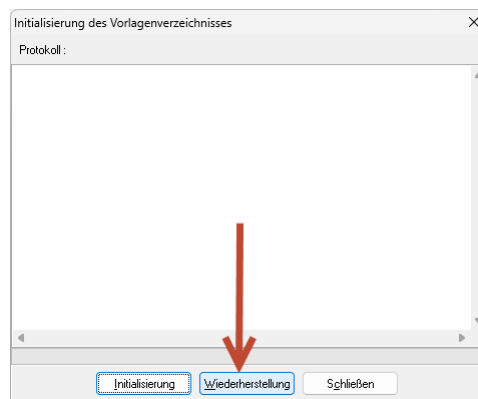 Initialisierung des Vorlagenverzeichnisses
Protokoll :
Initialisierung Wiederherstellung Schließen